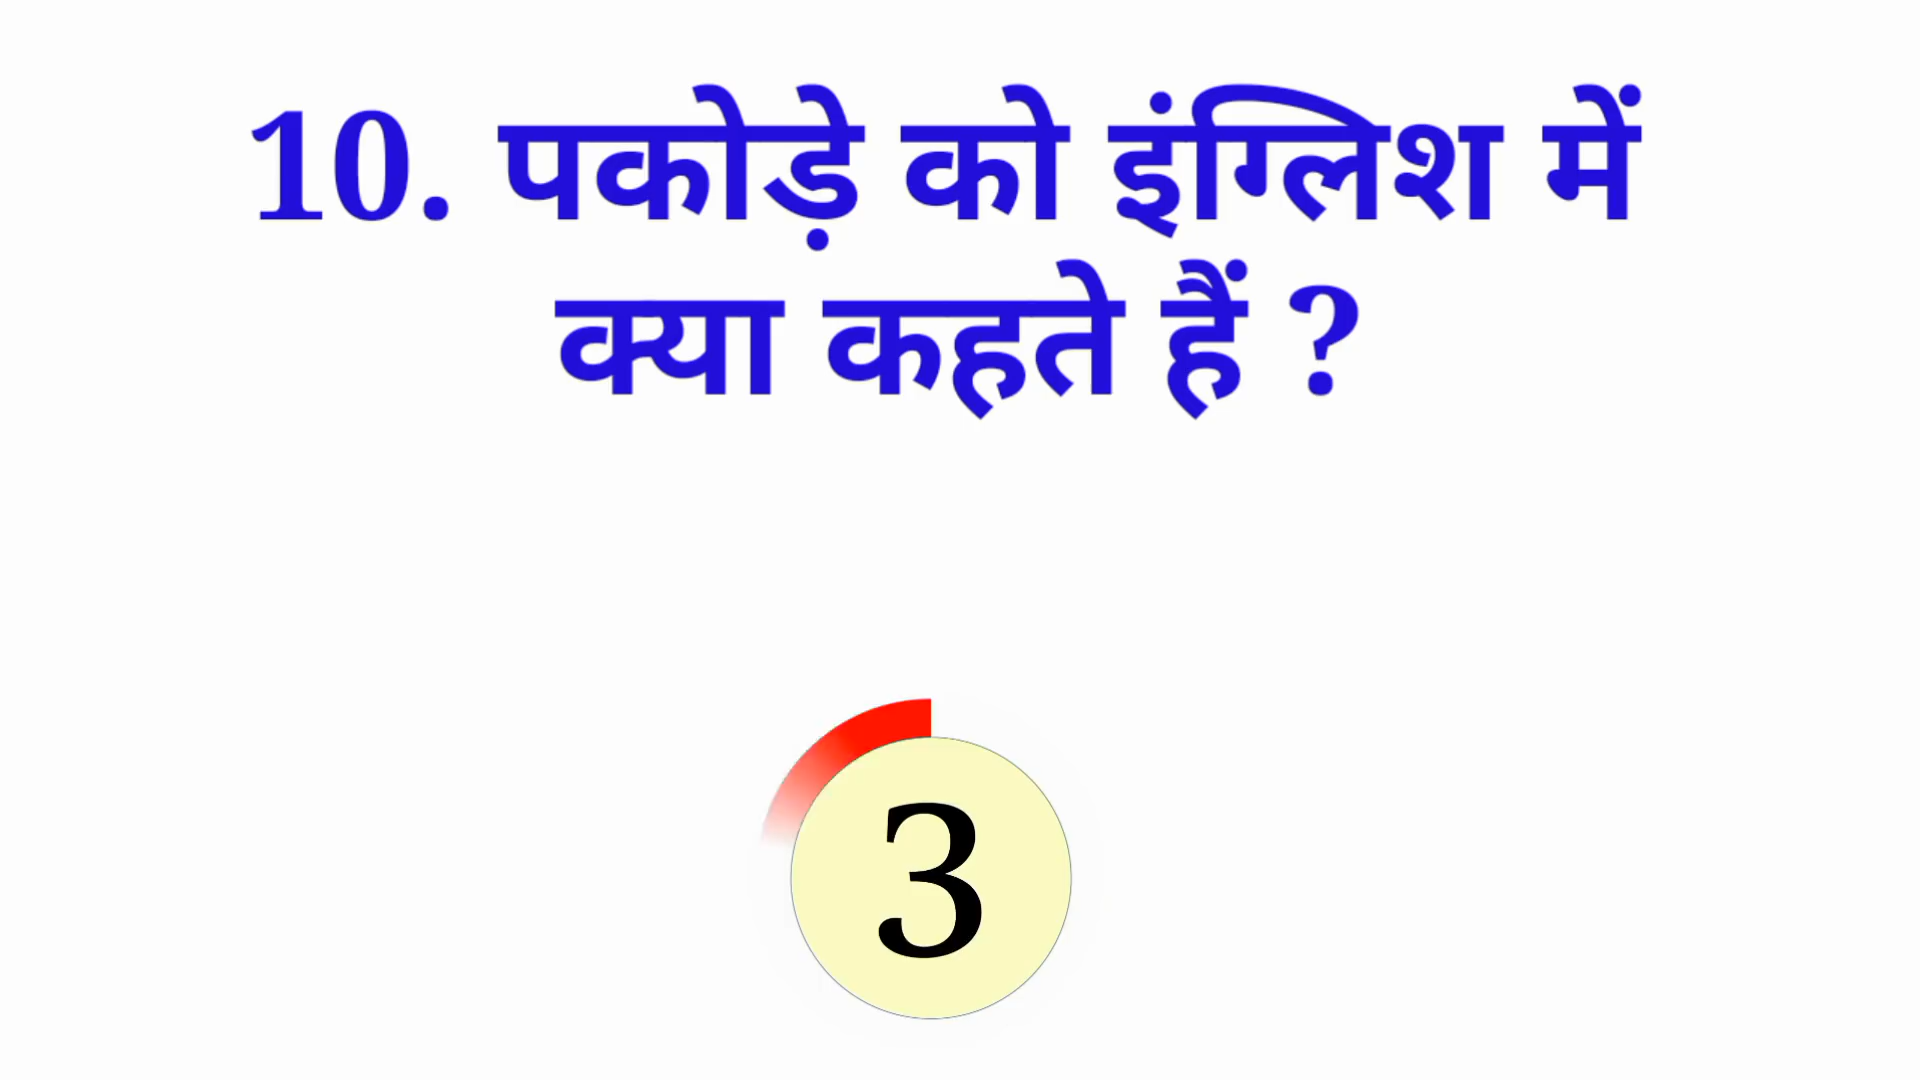 10. पकोड़े को इंग्लिश में
क्या कहते हैं ?
3